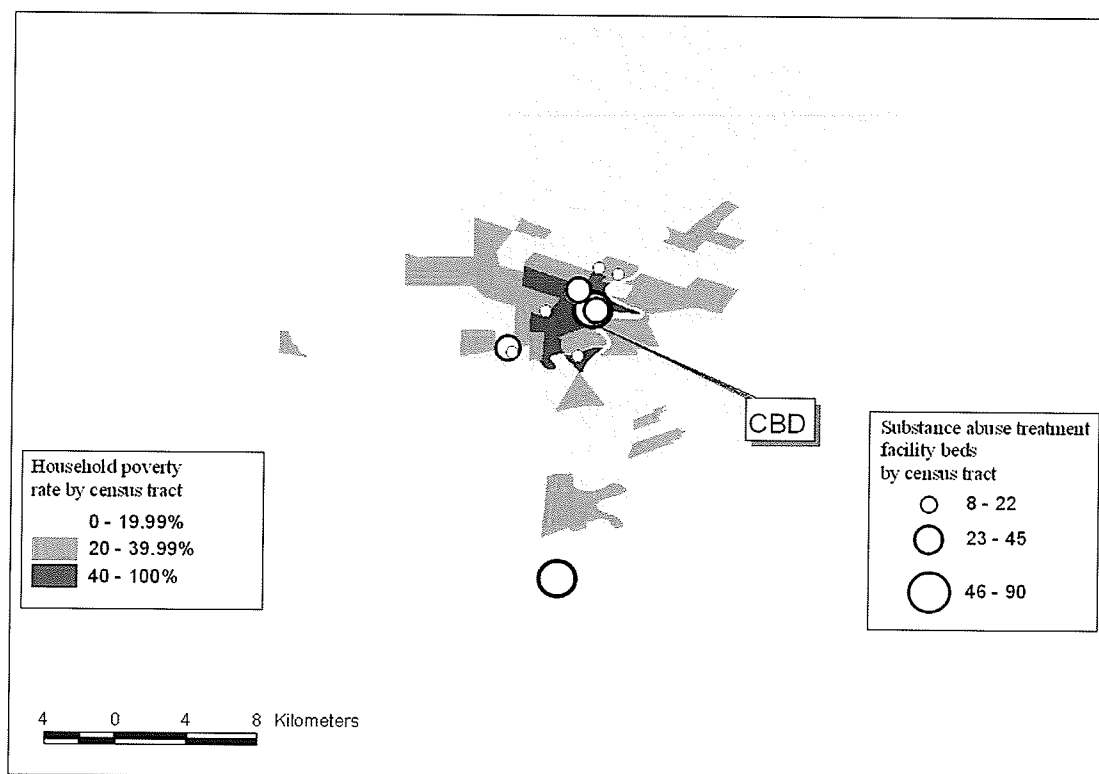 CBD
Household poverty
rate by census tract
0 - 19.99%
20 - 39.99%
40 - 100%
Substance abuse treatment
facility beds
by census tract
8 - 22
23 - 45
46 - 90
4 0 4 8 Kilometers